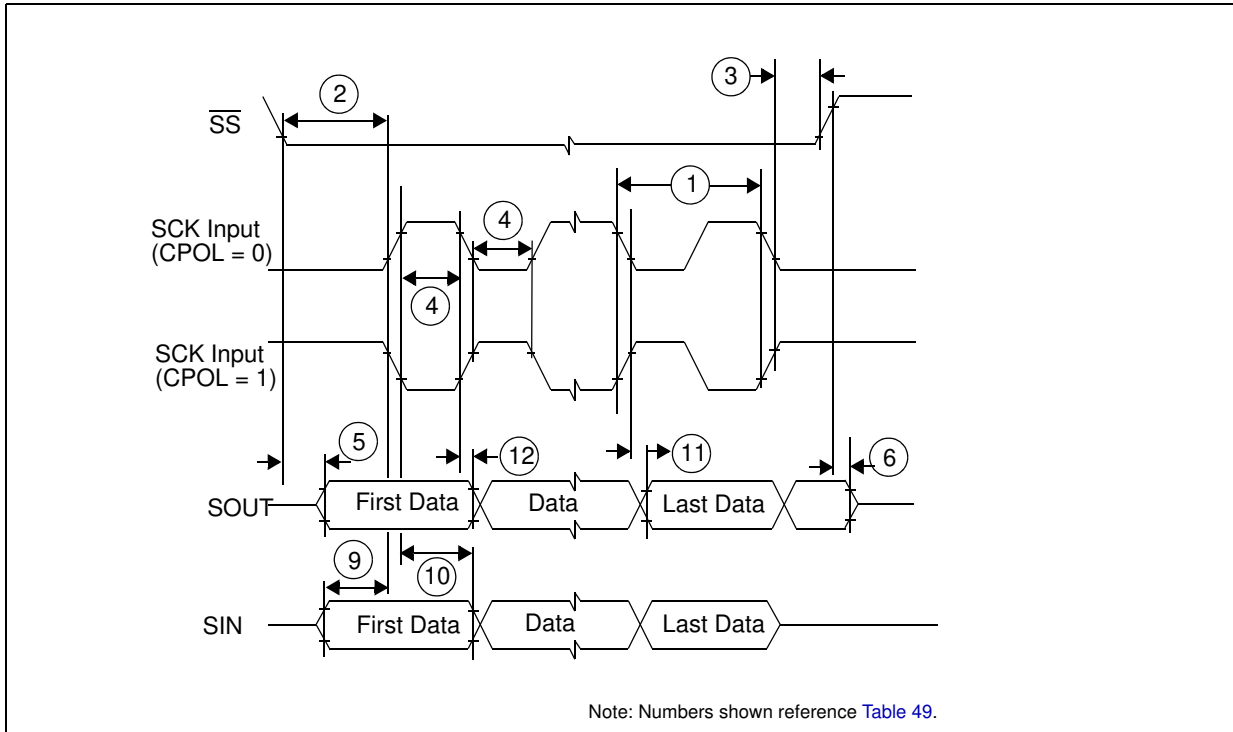 3
2
SS
1
SCK Input
(CPOL = 0)
4
4
SCK Input
(CPOL = 1)
5
12
11
6
SOUT
First Data
Data
Last Data
9
10
SIN
First Data
Data
Last Data
Note: Numbers shown reference Table 49.